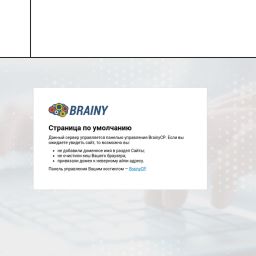 BRAINY
Страница по умолчанию
Данный сервер управляется панелью управления BrainyCP. Если вы
ожидаете увидеть сайт, то возможно вы:
не добавили доменное имя в раздел Сайты;
не очистили кеш Вашего браузера;
привязали домен к неверному айпи адресу.
Панель управления Вашим хостингом — BrainyCP